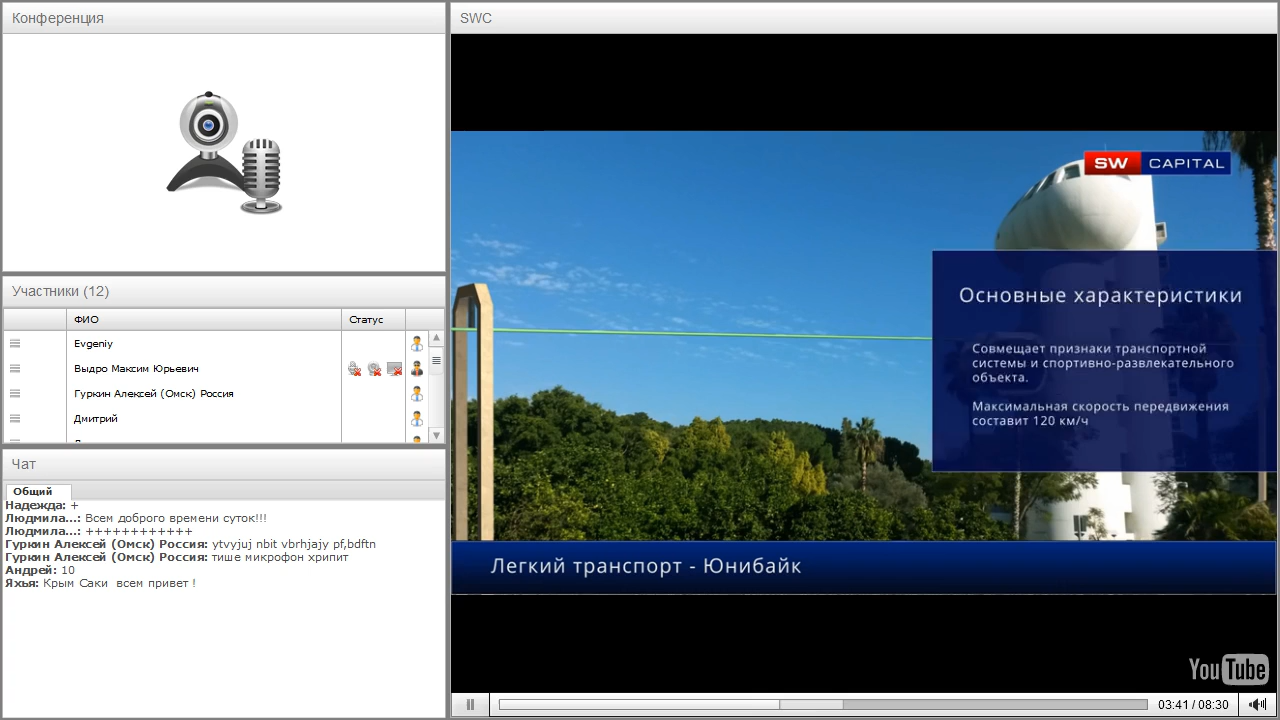 Конференция
Участники (12)
ФИО
Статус
Evgeniy
Выдро Максим Юрьевич
Гуркин Алексей (Омск) Россия
Дмитрий
Чат
Общий
Надежда: +
Людмила...: Всем доброго времени суток!!!
Людмила...: ++++++++++++
Гуркин Алексей (Омск) Россия: ytvyjuj nbit vbrhjajy pf,bdftn
Гуркин Алексей (Омск) Россия: тише микрофон хрипит
Андрей: 10
Яхья: Крым Саки  всем привет !
SWC
SW CAPITAL
Основные характеристики
Совмещает признаки транспортной
системы и спортивно-развлекательного
объекта.
Максимальная скорость передвижения
составит 120 км/ч
Легкий транспорт - Юнибайк
YouTube
03:41 / 08:30